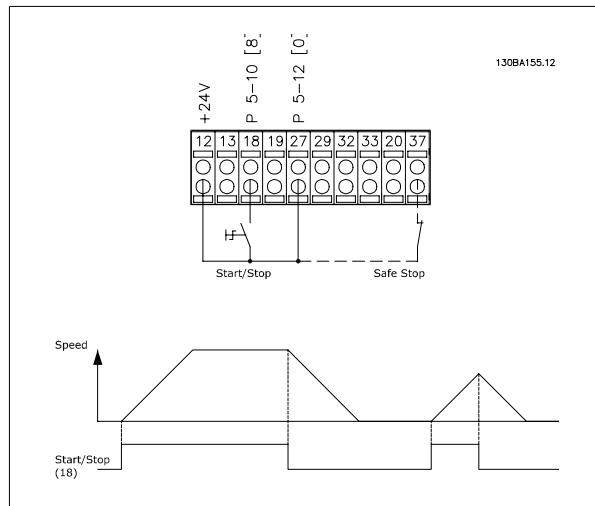 130BA155.12
+24V
P 5-10 [8]
P 5-12 [0]
12 13 18 19 27 29 32 33 20 37
Start/Stop
Safe Stop
Speed
Start/Stop
(18)